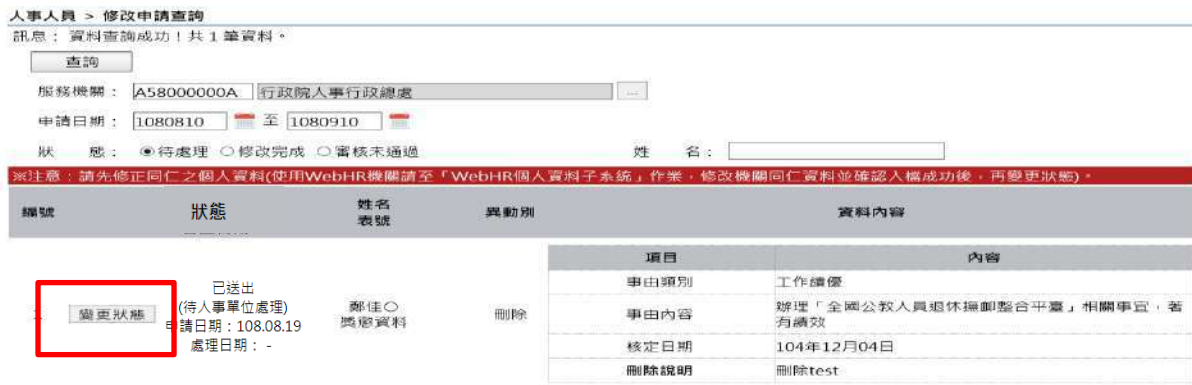 人事人員 > 修改申請查詢
訊息： 資料查詢成功！共 1 筆資料。
查詢
服務機關： A58000000A 行政院人事行政總處 ...
申請日期： 1080810 至 1080910
狀 態： 待處理 修改完成 審核未通過 姓 名：
※注意：請先修正同仁之個人資料(使用WebHR機關請至「WebHR個人資料子系統」作業，修改機關同仁資料並確認入檔成功後，再變更狀態)。
編號 狀態 姓名 異動別 資料內容
表號
項目 內容
事由類別 工作績優
變更狀態
已送出
(待人事單位處理)
申請日期：108.08.19
處理日期： -
鄭佳○
獎懲資料
刪除
事由內容 辦理「全國公教人員退休撫卹整合平臺」相關事宜，著
有績效
核定日期 104年12月04日
刪除說明 刪除test